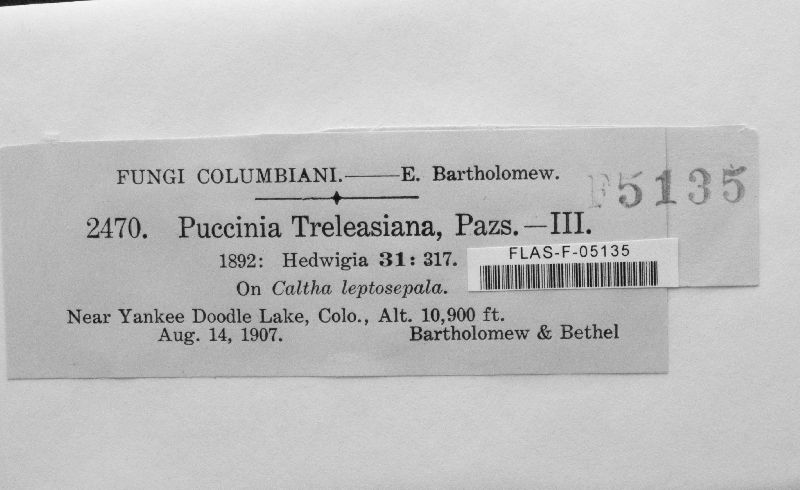 FUNGI COLUMBIANI.——E. Bartholomew.
F5135
2470. Puccinia Treleasiana, Pazs.—III.
1892: Hedwigia 31: 317.
FLAS-F-05135
On Caltha leptosepala.
Near Yankee Doodle Lake, Colo., Alt. 10,900 ft.
Aug. 14, 1907. Bartholomew & Bethel